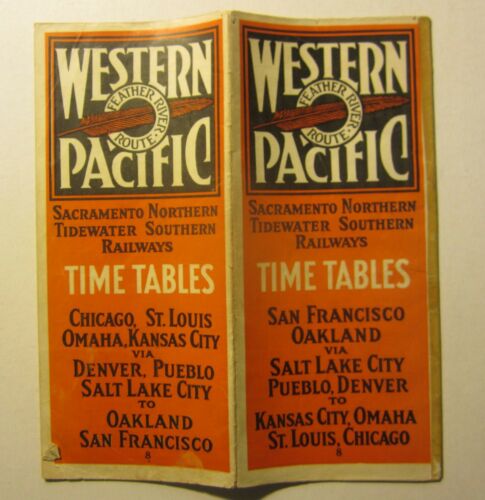 WESTERN
FEATHER RIVER
ROUTE
PACIFIC
SACRAMENTO NORTHERN
TIDEWATER SOUTHERN
RAILWAYS
TIME TABLES
CHICAGO, ST. LOUIS
OMAHA, KANSAS CITY
VIA
DENVER, PUEBLO
SALT LAKE CITY
TO
OAKLAND
SAN FRANCISCO
8
WESTERN
FEATHER RIVER
ROUTE
PACIFIC
SACRAMENTO NORTHERN
TIDEWATER SOUTHERN
RAILWAYS
TIME TABLES
SAN FRANCISCO
OAKLAND
VIA
SALT LAKE CITY
PUEBLO, DENVER
TO
KANSAS CITY, OMAHA
ST. LOUIS, CHICAGO
8